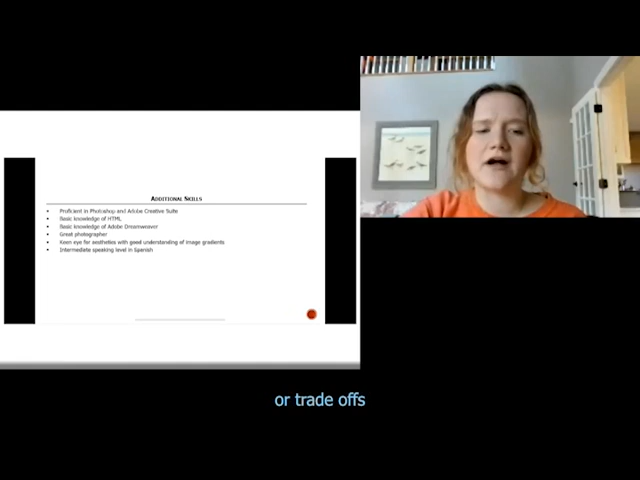 ADDITIONAL SKILLS
Proficient in Photoshop and Adobe Creative Suite
Basic knowledge of HTML
Basic knowledge of Adobe Dreamweaver
Great photographer
Keen eye for aesthetics with good understanding of image gradients
Intermediate speaking level in Spanish
or trade offs